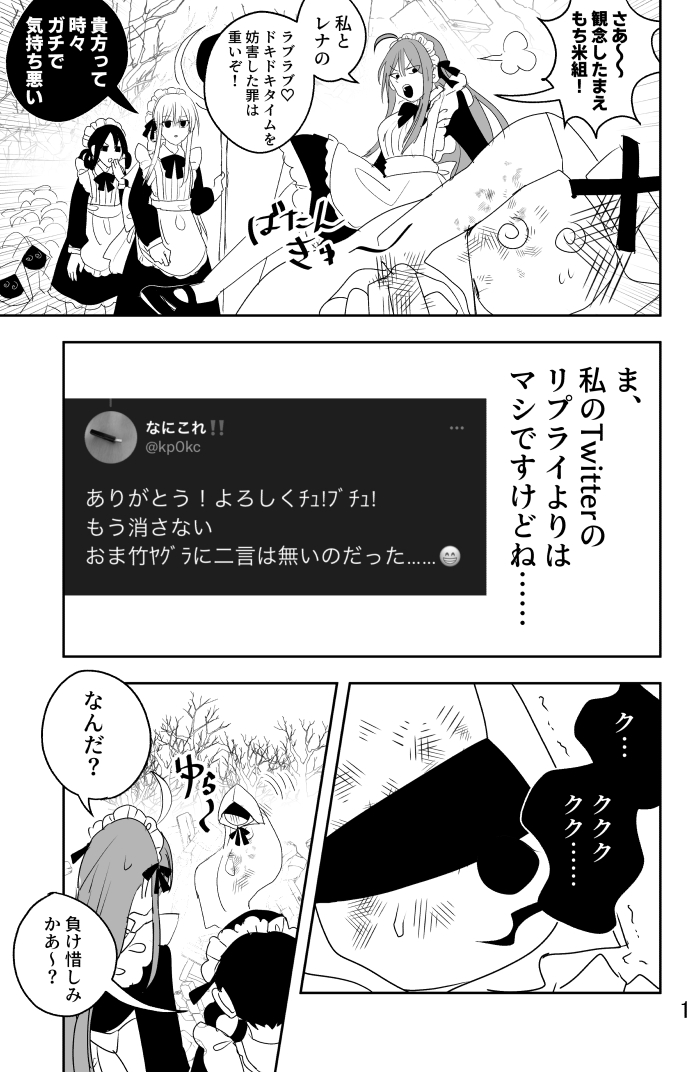 さあ～～
観念したまえ
もち米組！
私と
レナの
ラブラブ♡
ドキドキタイムを
妨害した罪は
重いぞ！
貴方って
時々
ガチで
気持ち悪い
ばたんきゅ
ま、
私のTwitterの
リプライよりは
マシですけどね……
なにこれ‼️
@kp0kc
ありがとう！よろしくﾁｭ!ﾌﾞﾁｭ!
もう消さない
おま竹ﾔｸﾞﾗに二言は無いのだった……😁
ク…
ククク
クク……
なんだ？
ゆら～
負け惜しみ
かあ～？
1